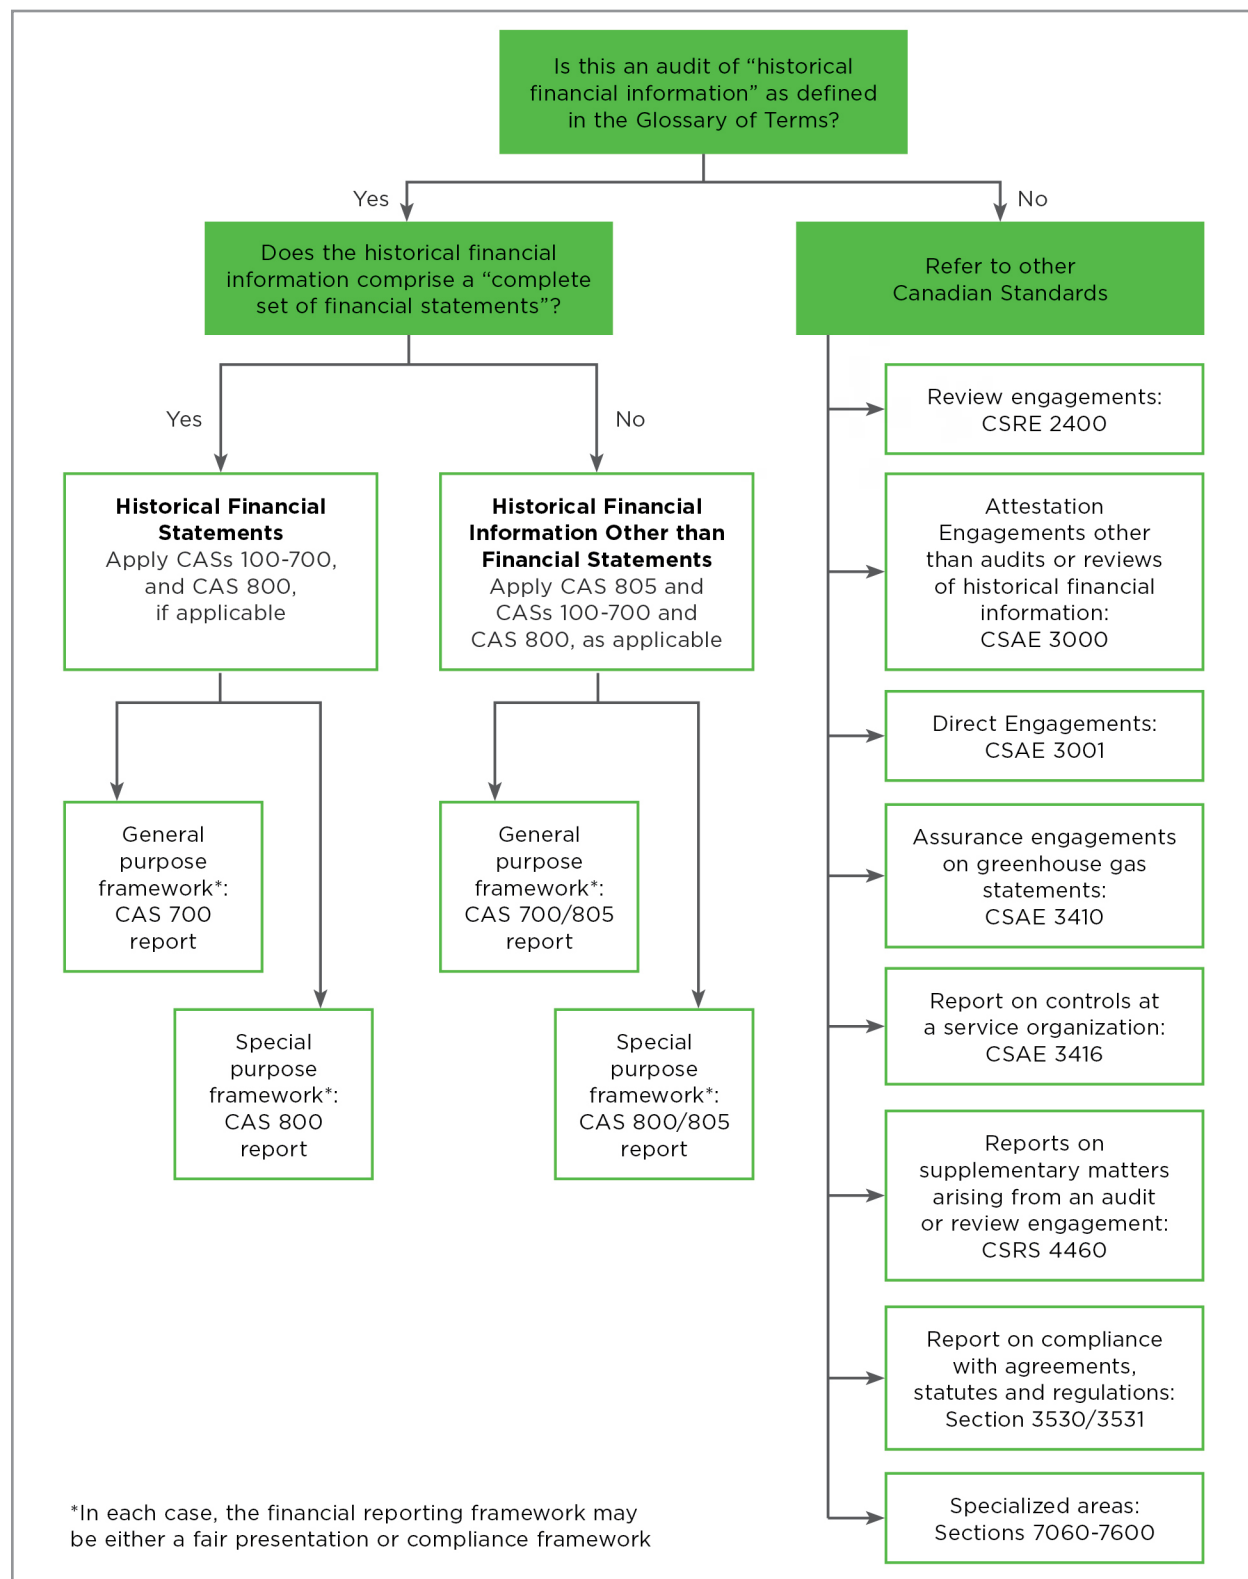 Is this an audit of “historical
financial information” as defined
in the Glossary of Terms?
Yes
No
Does the historical financial
information comprise a “complete
set of financial statements”?
Refer to other
Canadian Standards
Yes
No
Historical Financial
Statements
Apply CASs 100-700,
and CAS 800,
if applicable
Historical Financial
Information Other than
Financial Statements
Apply CAS 805 and
CASs 100-700 and
CAS 800, as applicable
General
purpose
framework*:
CAS 700
report
Special
purpose
framework*:
CAS 800
report
General
purpose
framework*:
CAS 700/805
report
Special
purpose
framework*:
CAS 800/805
report
Review engagements:
CSRE 2400
Attestation
Engagements other
than audits or reviews
of historical financial
information:
CSAE 3000
Direct Engagements:
CSAE 3001
Assurance engagements
on greenhouse gas
statements:
CSAE 3410
Report on controls at
a service organization:
CSAE 3416
Reports on
supplementary matters
arising from an audit
or review engagement:
CSRS 4460
Report on compliance
with agreements,
statutes and regulations:
Section 3530/3531
Specialized areas:
Sections 7060-7600
*In each case, the financial reporting framework may
be either a fair presentation or compliance framework